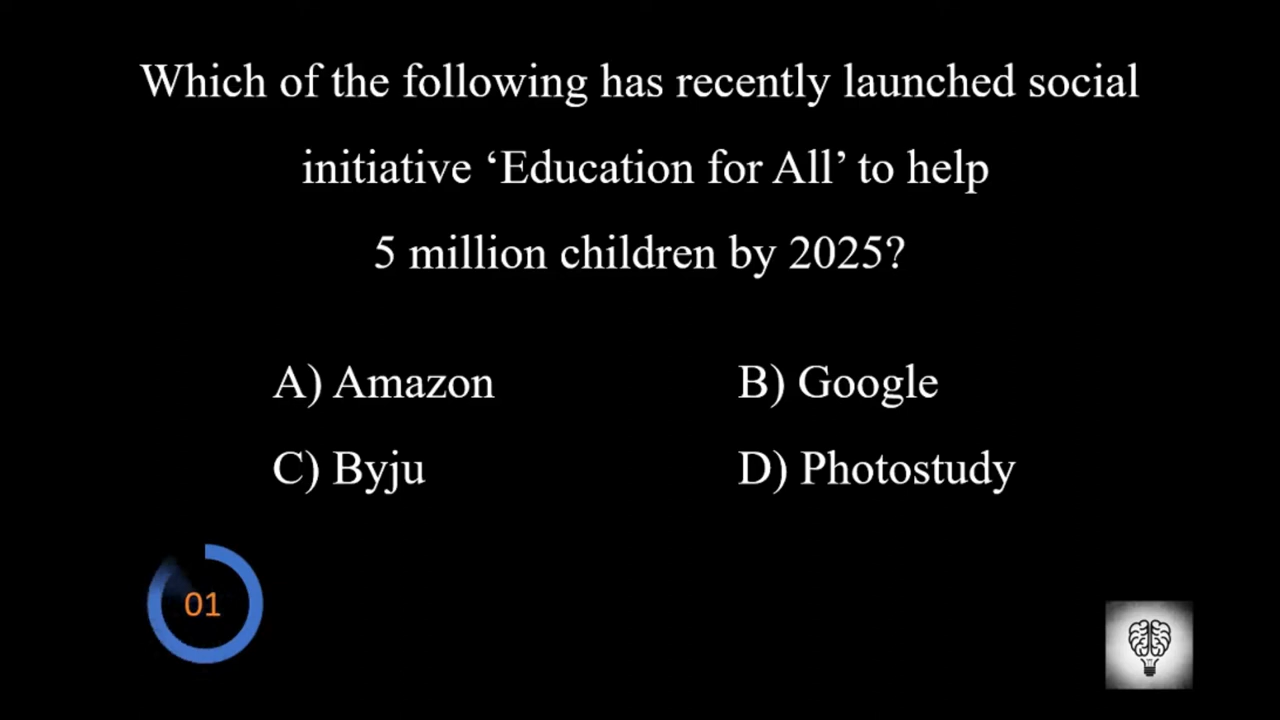 Which of the following has recently launched social
initiative ‘Education for All’ to help
5 million children by 2025?
A) Amazon B) Google
C) Byju D) Photostudy
01